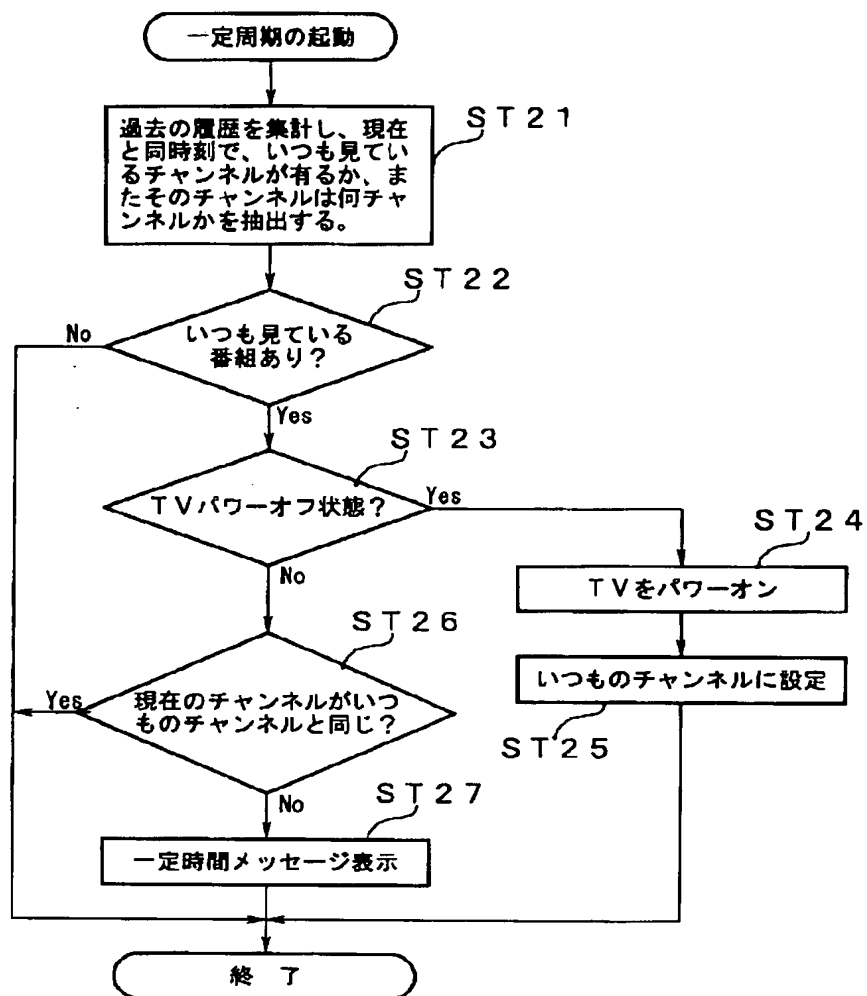 一定周期の起動
ST21
過去の履歴を集計し、現在
と同時刻で、いつも見てい
るチャンネルが有るか、ま
たそのチャンネルは何チャ
ンネルかを抽出する。
ST22
いつも見ている
番組あり？
No
Yes
ST23
TVパワーオフ状態？
Yes
No
ST24
TVをパワーオン
いつものチャンネルに設定
ST25
ST26
現在のチャンネルがいつ
ものチャンネルと同じ？
Yes
No
ST27
一定時間メッセージ表示
終 了